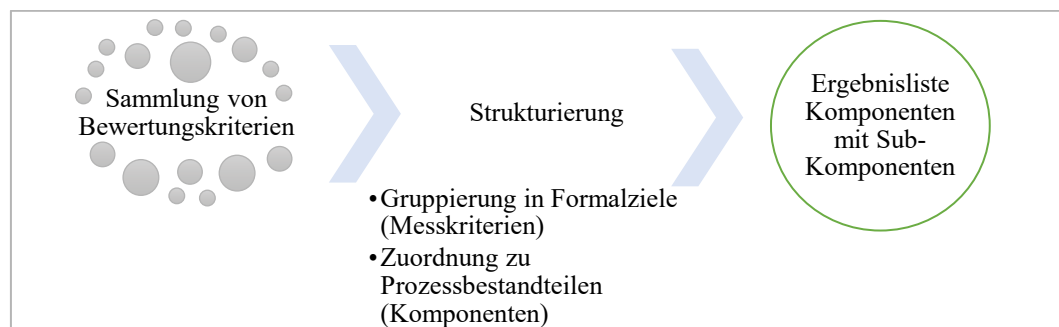 Sammlung von
Bewertungskriterien
Strukturierung
•Gruppierung in Formalziele
(Messkriterien)
•Zuordnung zu
Prozessbestandteilen
(Komponenten)
Ergebnisliste
Komponenten
mit Sub-
Komponenten